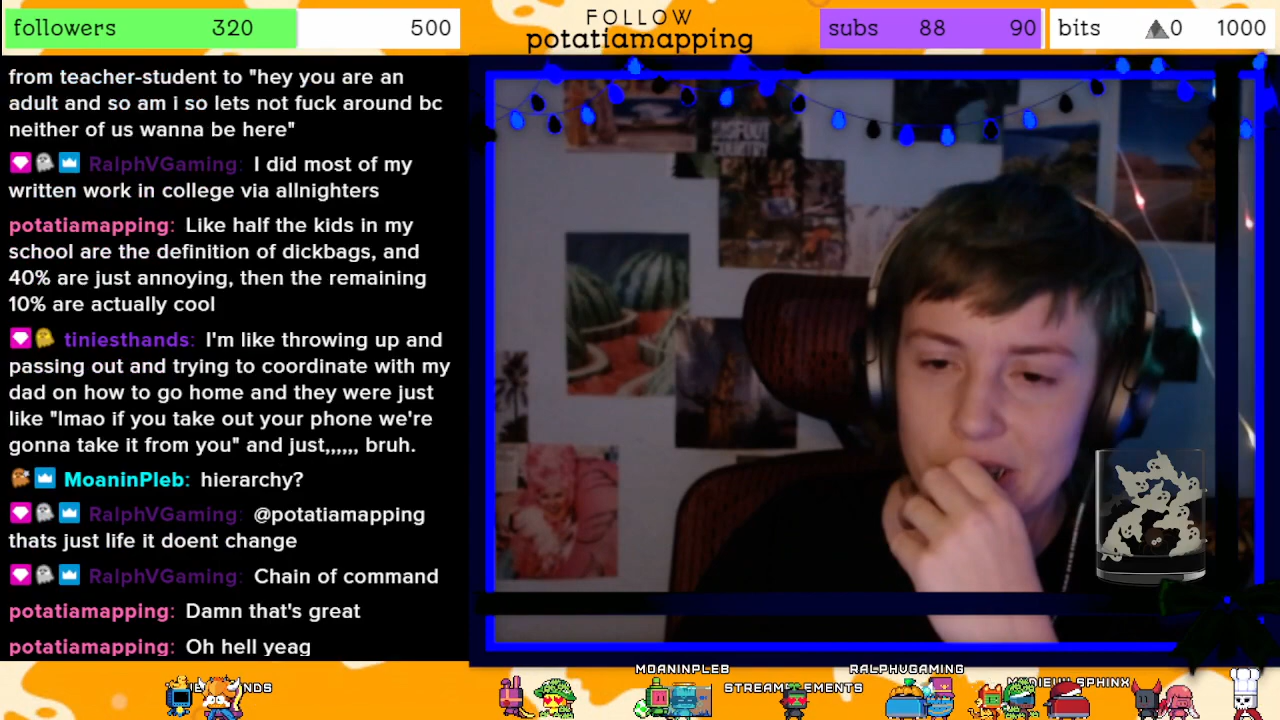 followers 320 500
FOLLOW
potatiamapping
subs 88 90
bits 0 1000
from teacher-student to "hey you are an
adult and so am i so lets not fuck around bc
neither of us wanna be here"
RalphVGaming: I did most of my
written work in college via allnighters
potatiamapping: Like half the kids in my
school are the definition of dickbags, and
40% are just annoying, then the remaining
10% are actually cool
tiniesthands: I'm like throwing up and
passing out and trying to coordinate with my
dad on how to go home and they were just
like "lmao if you take out your phone we're
gonna take it from you" and just,,,,,, bruh.
MoaninPleb: hierarchy?
RalphVGaming: @potatiamapping
thats just life it doent change
RalphVGaming: Chain of command
potatiamapping: Damn that's great
potatiamapping: Oh hell yeag
BIGFOOT
COUNTRY
MOANINPLEB
RALPHVGAMING